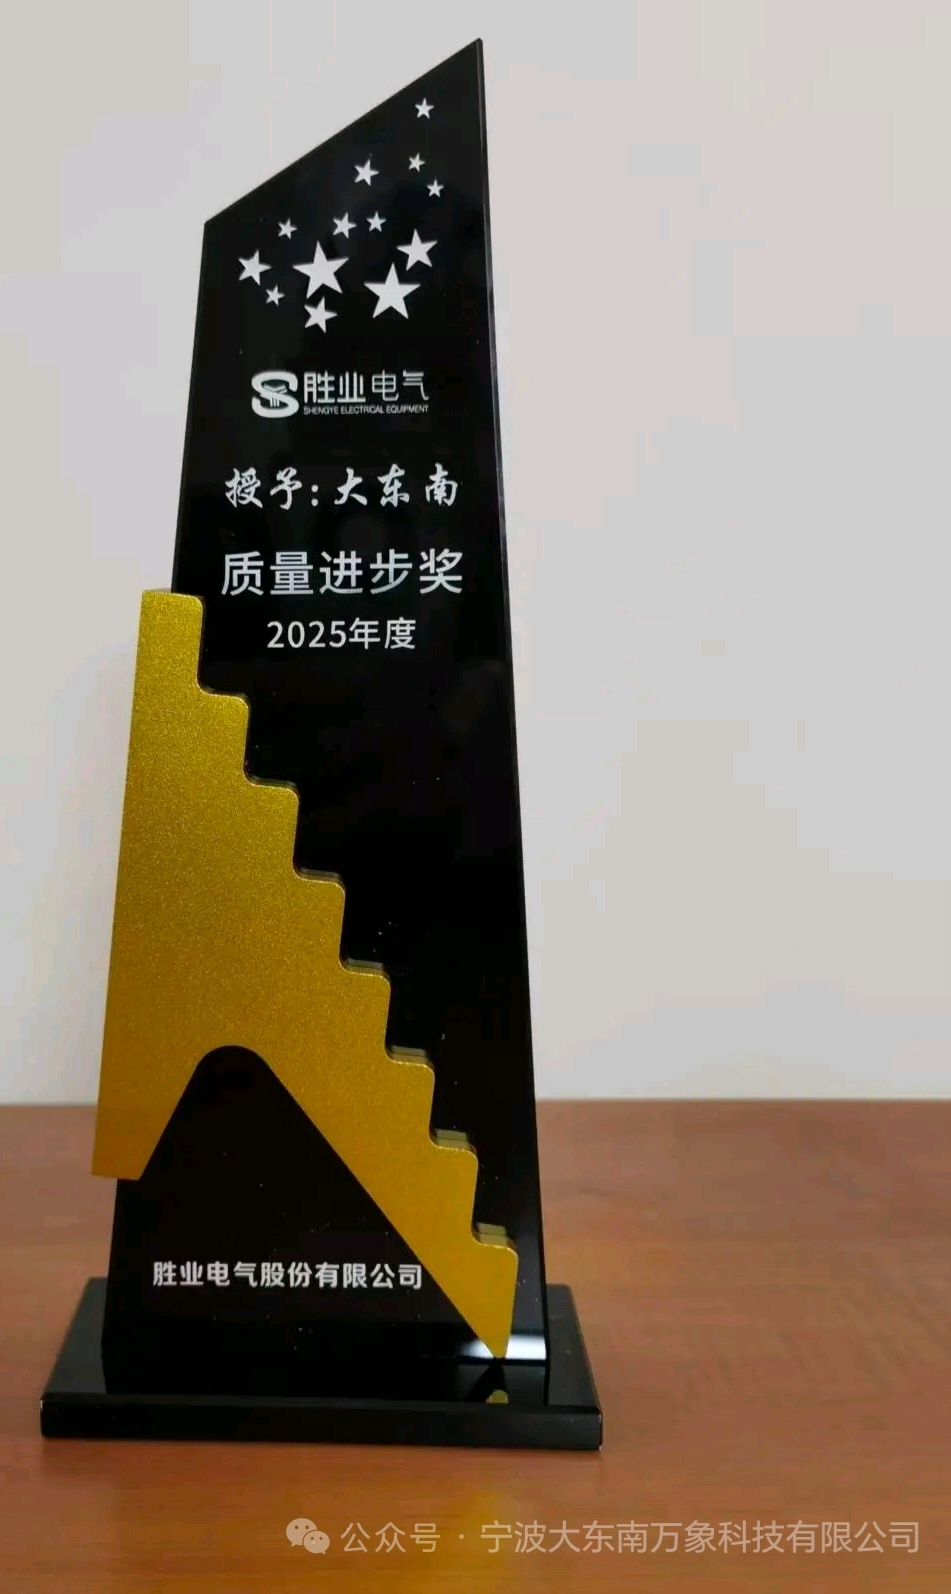 胜业电气
SHENGYE ELECTRICAL EQUIPMENT
授予:大东南
质量进步奖
2025年度
胜业电气股份有限公司
公众号 · 宁波大东南万象科技有限公司